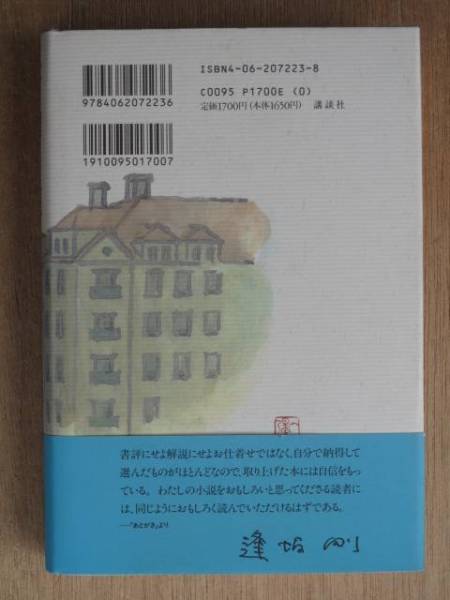 ISBN4-06-207223-8
C0095 P1700E (0)
定価1700円(本体1650円) 講談社
9784062072236
1910095017007
書評にせよ解説にせよお仕着せではなく、自分で納得して
選んだものがほとんどなので、取り上げた本には自信をもっ
ている。わたしの小説をおもしろいと思ってくださる読者に
は、同じようにおもしろく読んでいただけるはずである。
──「あとがき」より
逢坂剛